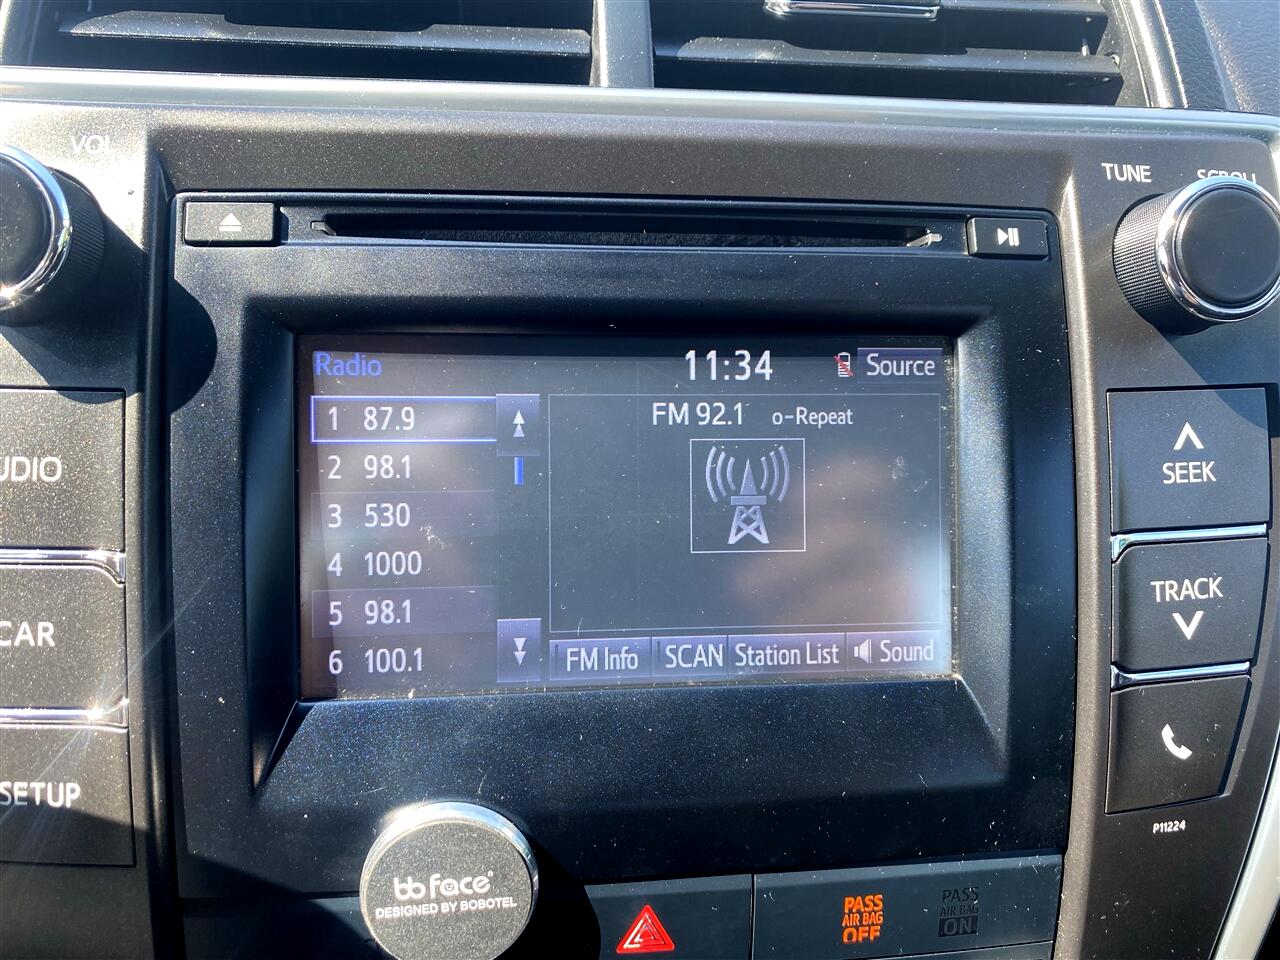 VOL
TUNE SCROLL
Radio 11:34 Source
1 87.9
FM 92.1 o-Repeat
2 98.1
3 530
4 1000
5 98.1
6 100.1
FM Info SCAN Station List Sound
UDIO
CAR
SETUP
SEEK
TRACK
P11224
bb face
DESIGNED BY BOBOTEL
PASS
AIR BAG
OFF
PASS
AIR BAG
ON